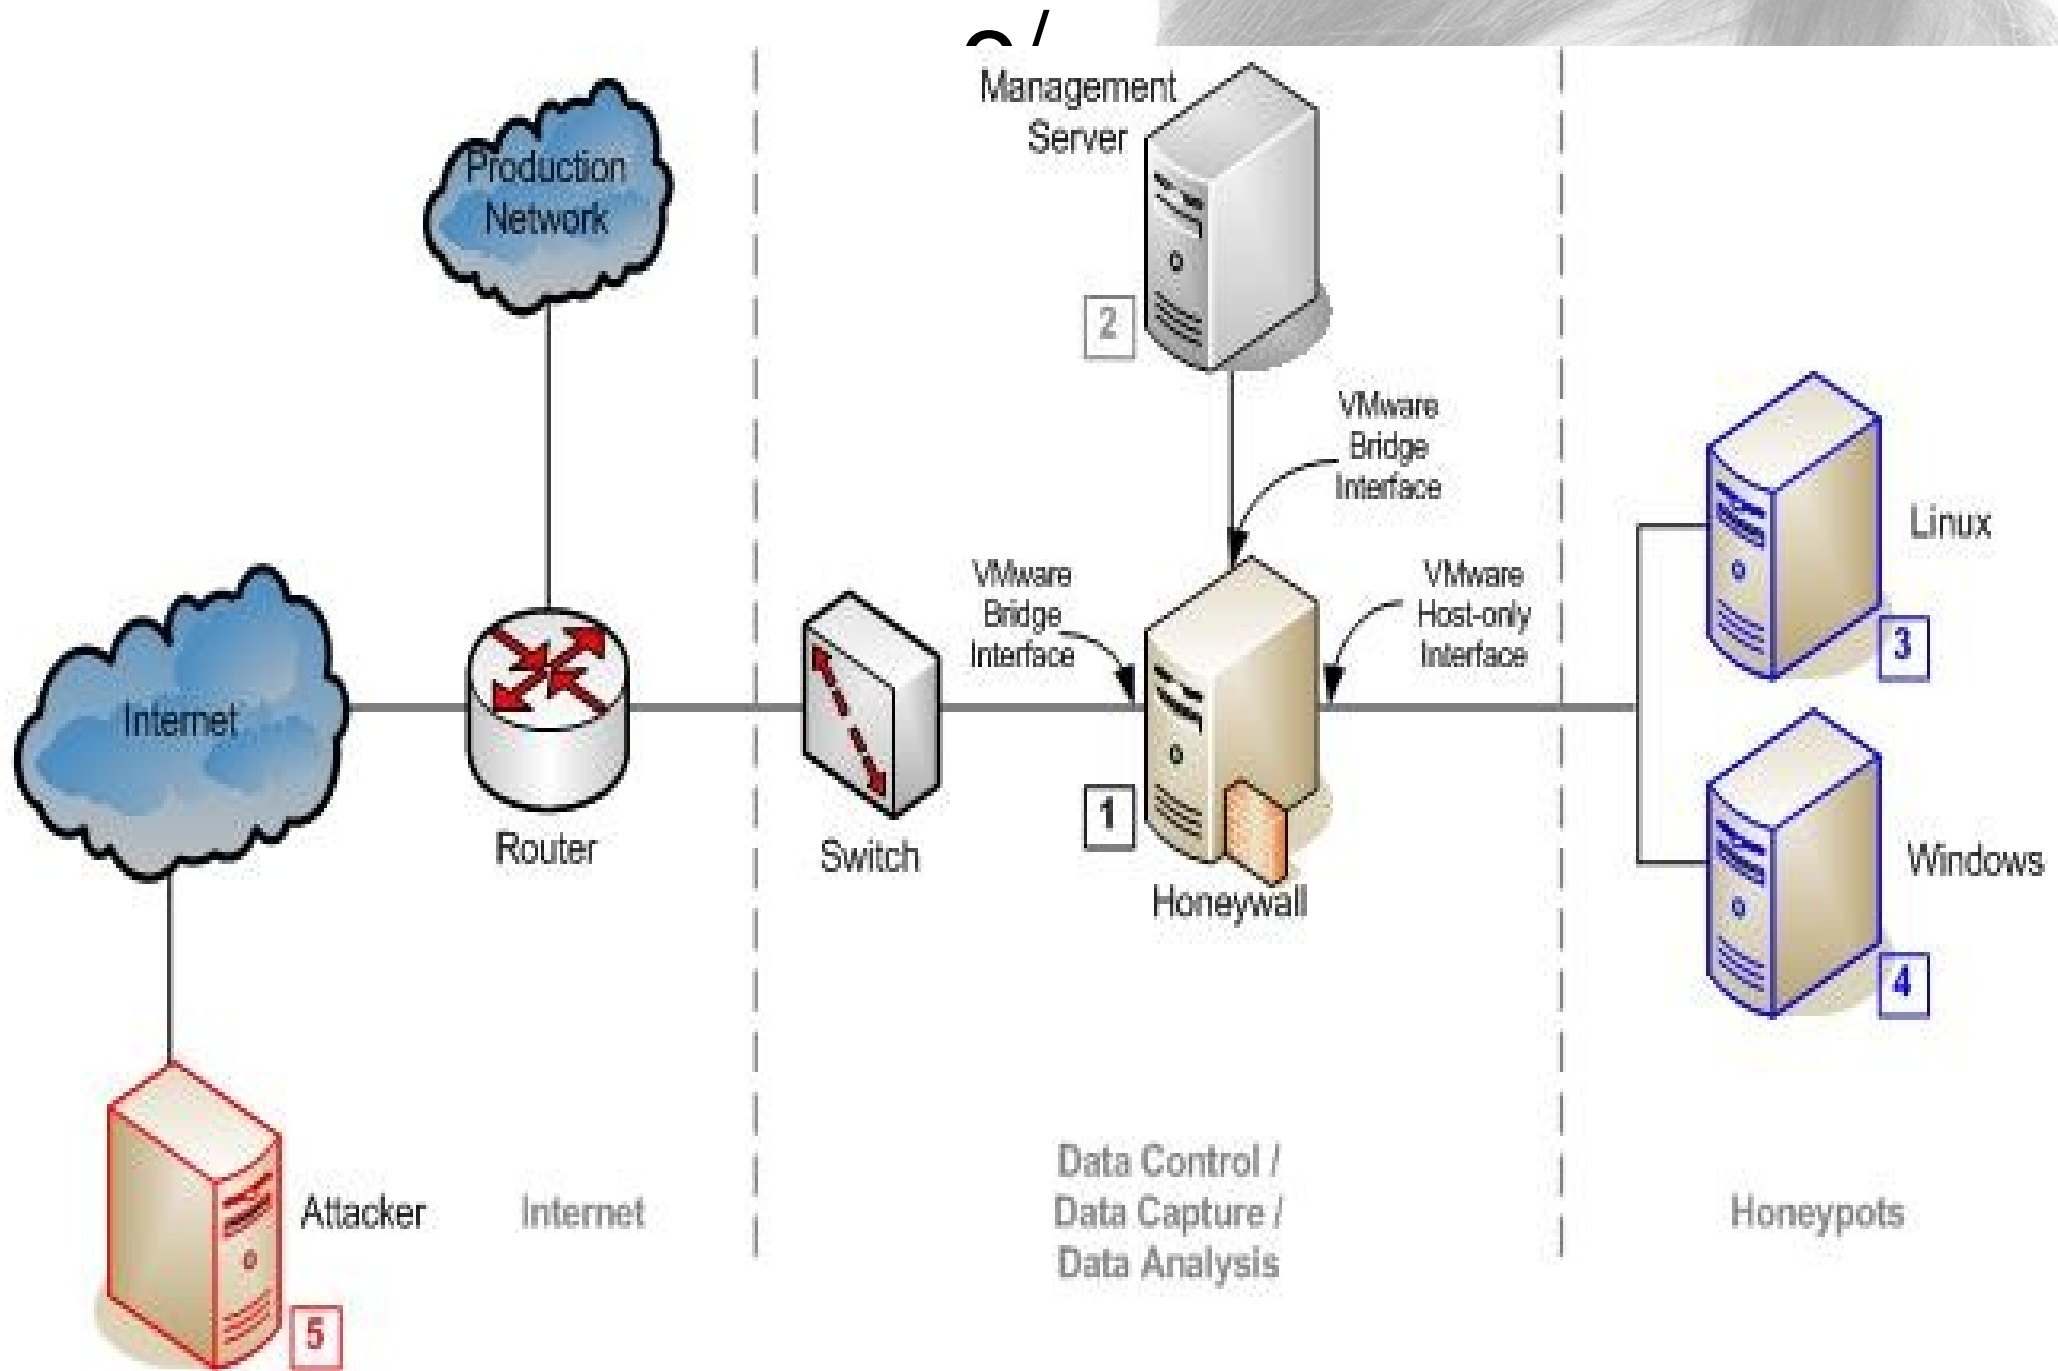 Management
Server
Production
Network
2
VMware
Bridge
Interface
Linux
3
VMware
Bridge
Interface
VMware
Host-only
Interface
Internet
1
Router
Switch
Honeywall
Windows
4
Attacker
5
Internet
Data Control /
Data Capture /
Data Analysis
Honeypots